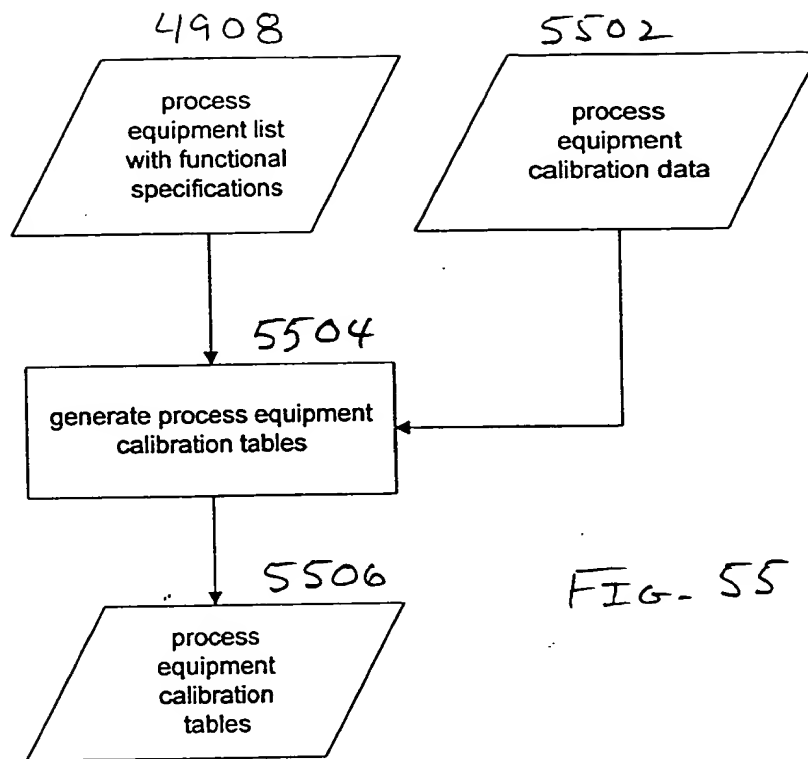 4908
process
equipment list
with functional
specifications
5502
process
equipment
calibration data
5504
generate process equipment
calibration tables
5506
process
equipment
calibration
tables
FIG- 55